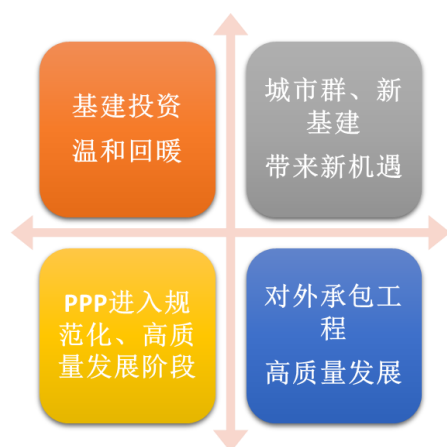 基建投资
温和回暖
城市群、新
基建
带来新机遇
PPP进入规
范化、高质
量发展阶段
对外承包工
程
高质量发展